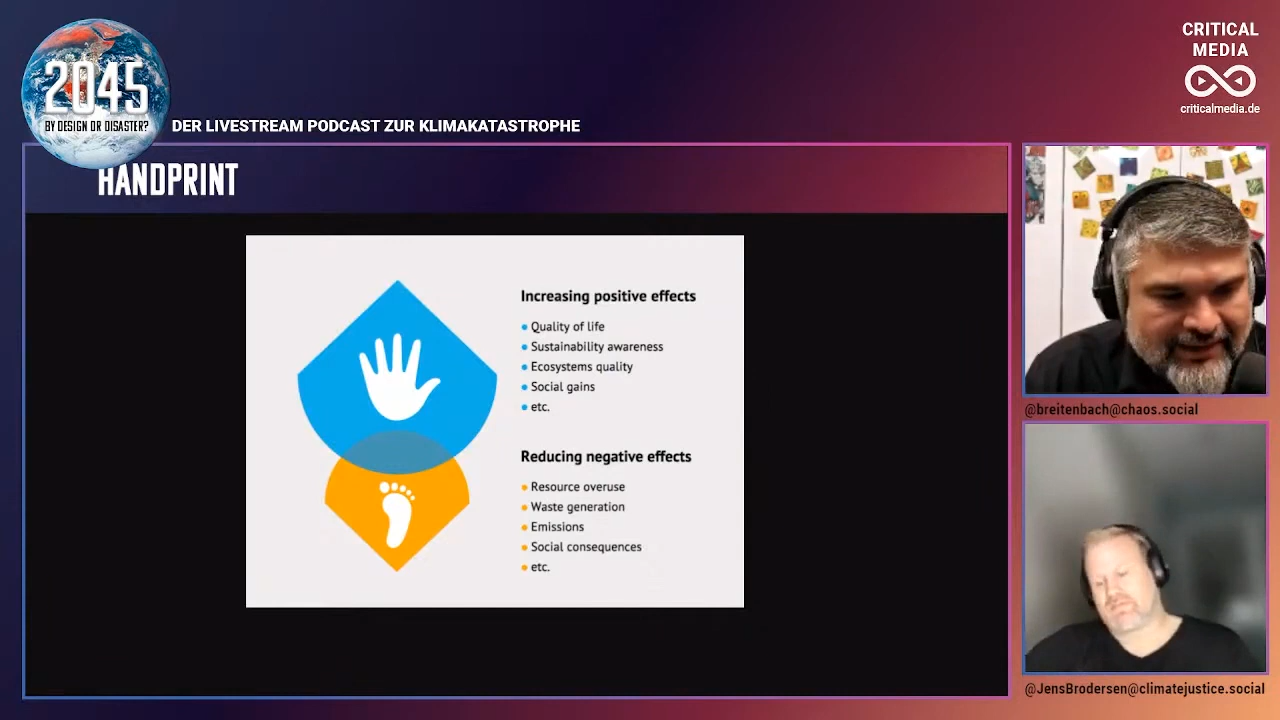 2045
BY DESIGN OR DISASTER?
DER LIVESTREAM PODCAST ZUR KLIMAKATASTROPHE
CRITICAL
MEDIA
criticalmedia.de
HANDPRINT
Increasing positive effects
• Quality of life
• Sustainability awareness
• Ecosystems quality
• Social gains
• etc.
Reducing negative effects
• Resource overuse
• Waste generation
• Emissions
• Social consequences
• etc.
@breitenbach@chaos.social
@JensBrodersen@climatejustice.social